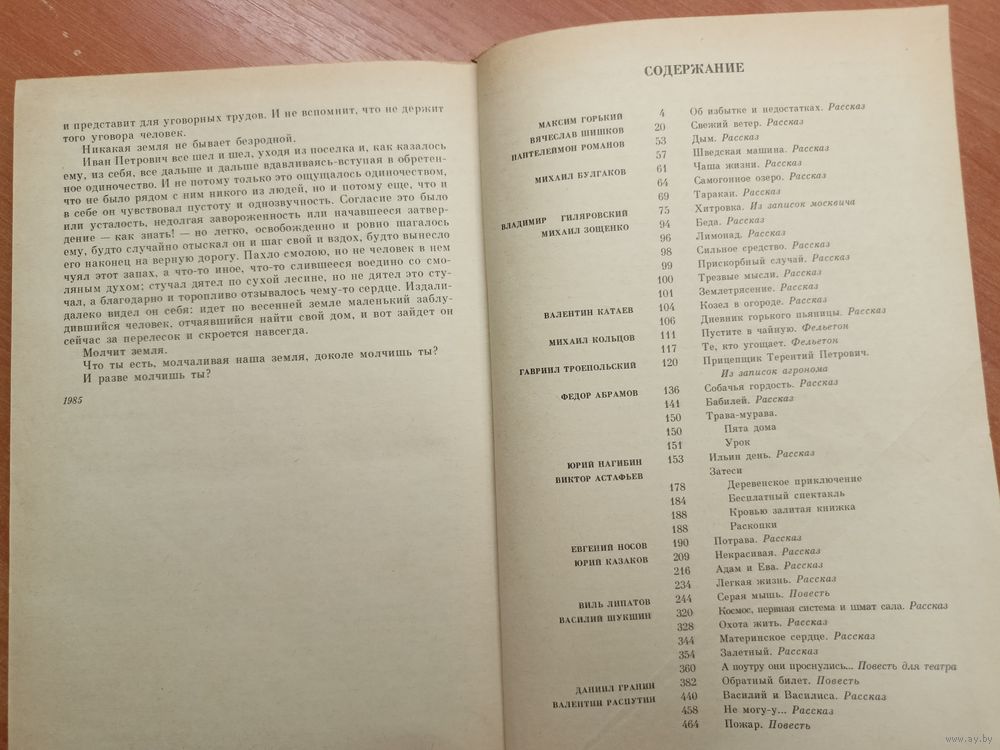 и представит для уговорных трудов. И не вспомнит, что не держит
того уговора человек.
Никакая земля не бывает безродной.
Иван Петрович все шел и шел, уходя из поселка и, как казалось
ему, из себя, все дальше и дальше вдавливаясь-вступая в обретен-
ное одиночество. И не потому только это ощущалось одиночеством,
что не было рядом с ним никого из людей, но и потому еще, что и
в себе он чувствовал пустоту и однозвучность. Согласие это было
или усталость, недолгая завороженность или начавшееся затвер-
дение — как знать! — но легко, освобожденно и ровно шагалось
ему, будто случайно отыскал он и шаг свой и вздох, будто вынесло
его наконец на верную дорогу. Пахло смолою, но не человек в нем
чуял этот запах, а что-то иное, что-то слившееся воедино со смо-
ляным духом; стучал дятел по сухой лесине, но не дятел это сту-
чал, а благодарно и торопливо отзывалось чему-то сердце. Издали-
далеко видел он себя: идет по весенней земле маленький заблу-
дившийся человек, отчаявшийся найти свой дом, и вот зайдет он
сейчас за перелесок и скроется навсегда.
Молчит земля.
Что ты есть, молчаливая наша земля, доколе молчишь ты?
И разве молчишь ты?
1985
СОДЕРЖАНИЕ
МАКСИМ ГОРЬКИЙ 4 Об избытке и недостатках. Рассказ
ВЯЧЕСЛАВ ШИШКОВ 20 Свежий ветер. Рассказ
ПАНТЕЛЕЙМОН РОМАНОВ 53 Дым. Рассказ
57 Шведская машина. Рассказ
МИХАИЛ БУЛГАКОВ 61 Чаша жизни. Рассказ
64 Самогонное озеро. Рассказ
69 Таракан. Рассказ
ВЛАДИМИР ГИЛЯРОВСКИЙ 75 Хитровка. Из записок москвича
МИХАИЛ ЗОЩЕНКО 94 Беда. Рассказ
96 Лимонад. Рассказ
98 Сильное средство. Рассказ
99 Прискорбный случай. Рассказ
100 Трезвые мысли. Рассказ
101 Землетрясение. Рассказ
ВАЛЕНТИН КАТАЕВ 104 Козел в огороде. Рассказ
106 Дневник горького пьяницы. Рассказ
МИХАИЛ КОЛЬЦОВ 111 Пустите в чайную. Фельетон
117 Те, кто угощает. Фельетон
ГАВРИИЛ ТРОЕПОЛЬСКИЙ 120 Прицепщик Терентий Петрович.
Из записок агронома
ФЕДОР АБРАМОВ 136 Собачья гордость. Рассказ
141 Бабилей. Рассказ
150 Трава-мурава.
150 Пята дома
151 Урок
ЮРИЙ НАГИБИН 153 Ильин день. Рассказ
ВИКТОР АСТАФЬЕВ Затеси
178 Деревенское приключение
184 Бесплатный спектакль
188 Кровью залитая книжка
188 Раскопки
ЕВГЕНИЙ НОСОВ 190 Потрава. Рассказ
ЮРИЙ КАЗАКОВ 209 Некрасивая. Рассказ
216 Адам и Ева. Рассказ
234 Легкая жизнь. Рассказ
ВИЛЬ ЛИПАТОВ 244 Серая мышь. Повесть
ВАСИЛИЙ ШУКШИН 320 Космос, нервная система и шмат сала. Рассказ
328 Охота жить. Рассказ
344 Материнское сердце. Рассказ
354 Залетный. Рассказ
360 А поутру они проснулись... Повесть для театра
ДАНИИЛ ГРАНИН 382 Обратный билет. Повесть
ВАЛЕНТИН РАСПУТИН 440 Василий и Василиса. Рассказ
458 Не могу-у... Рассказ
464 Пожар. Повесть
www.ay.by